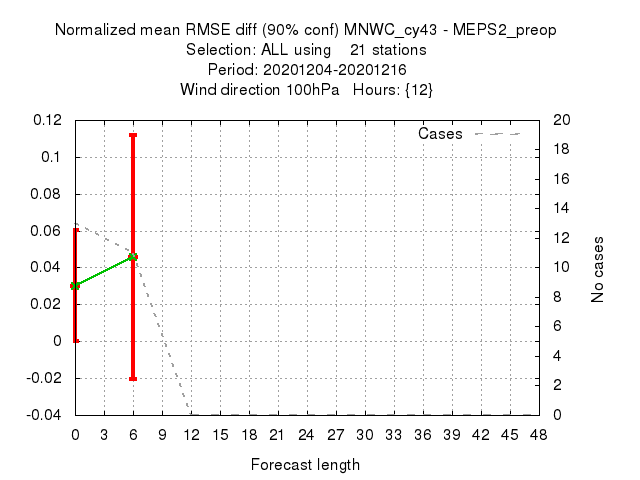 Normalized mean RMSE diff (90% conf) MNWC_cy43 - MEPS2_preop
Selection: ALL using    21 stations
Period: 20201204-20201216
Wind direction 100hPa   Hours: {12}
0.12
0.1
0.08
0.06
0.04
0.02
0
-0.02
-0.04
Cases
20
18
16
14
12
10
8
6
4
2
0
No cases
0 3 6 9 12 15 18 21 24 27 30 33 36 39 42 45 48
Forecast length